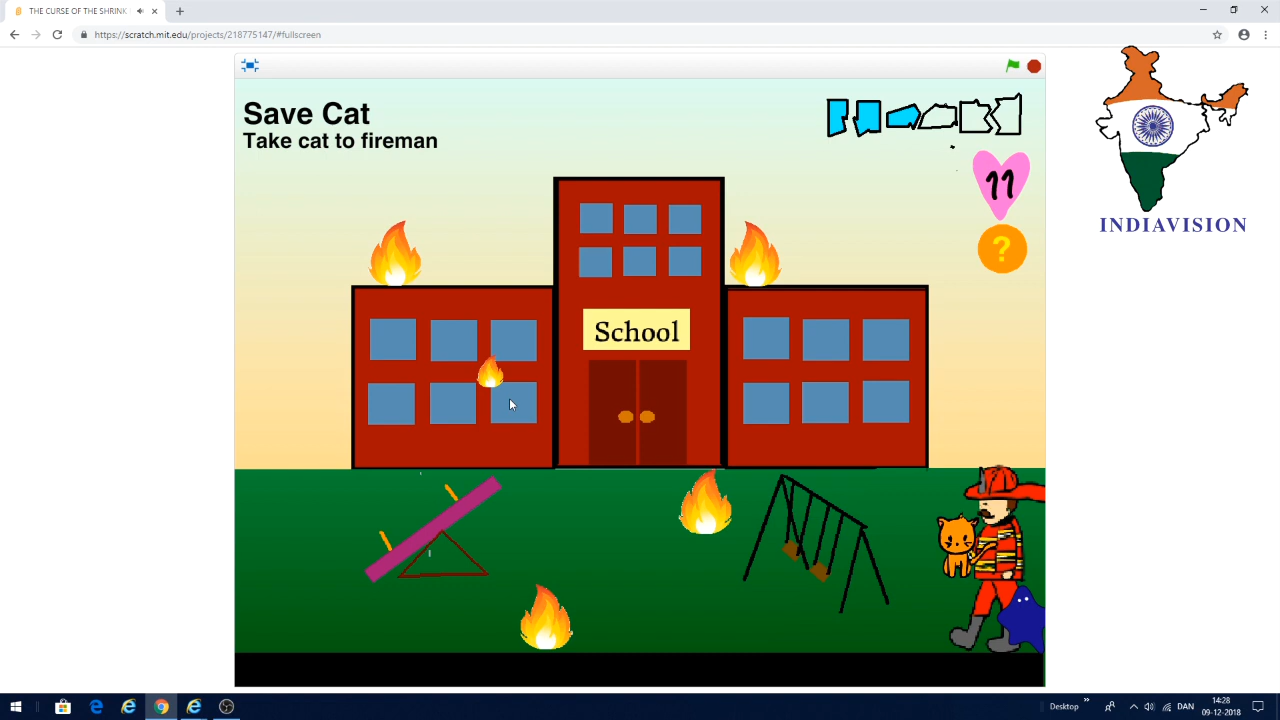 THE CURSE OF THE SHRINK
https://scratch.mit.edu/projects/218775147/#fullscreen
Save Cat
Take cat to fireman
11
?
INDIAVISION
School
Desktop
DAN
14:28
09-12-2018